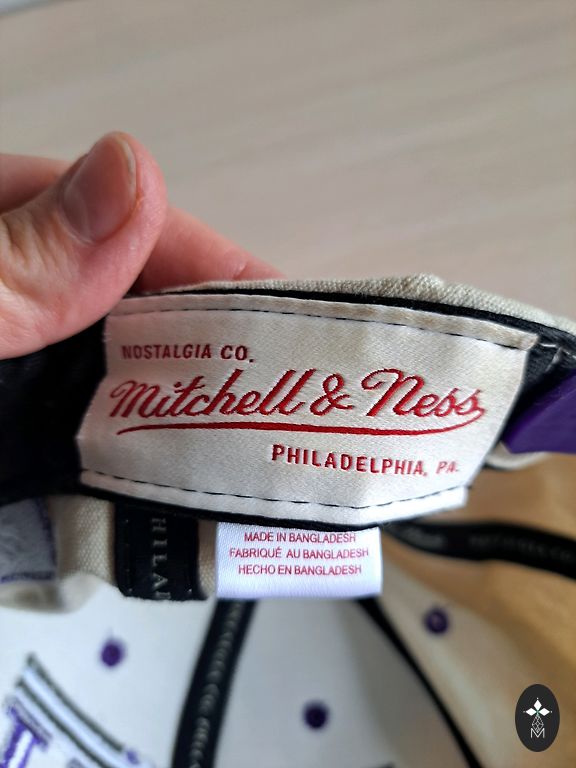 NOSTALGIA CO.
Mitchell & Ness
PHILADELPHIA, PA.
MADE IN BANGLADESH
FABRIQUÉ AU BANGLADESH
HECHO EN BANGLADESH
M